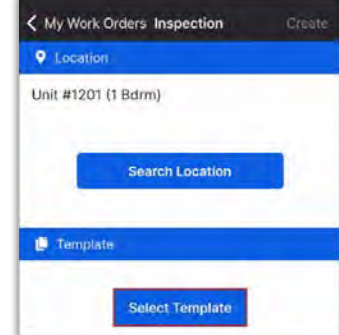 My Work Orders Inspection Create
Location
Unit #1201 (1 Bdrm)
Search Location
Template
Select Template